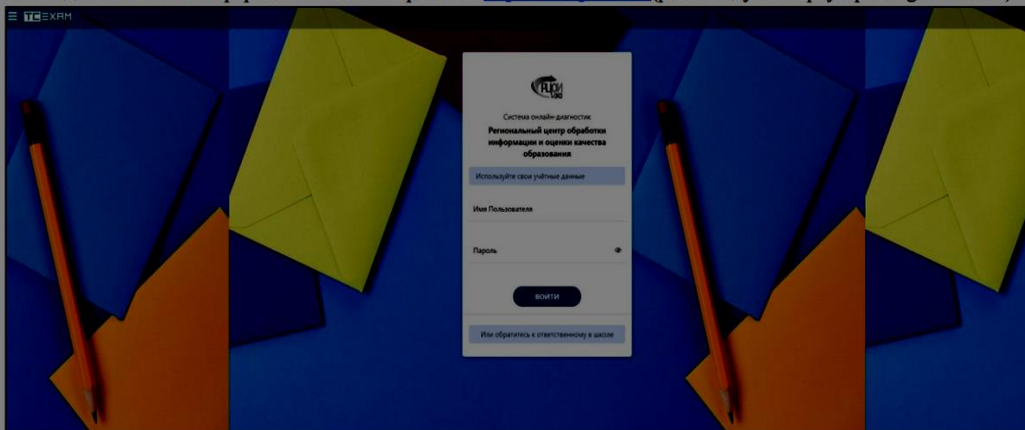 TCEXAM
РЦОИ
Система онлайн-диагностик
Региональный центр обработки
информации и оценки качества
образования
Используйте свои учётные данные
Имя Пользователя
Пароль
ВОЙТИ
Или обратитесь к ответственному в школе